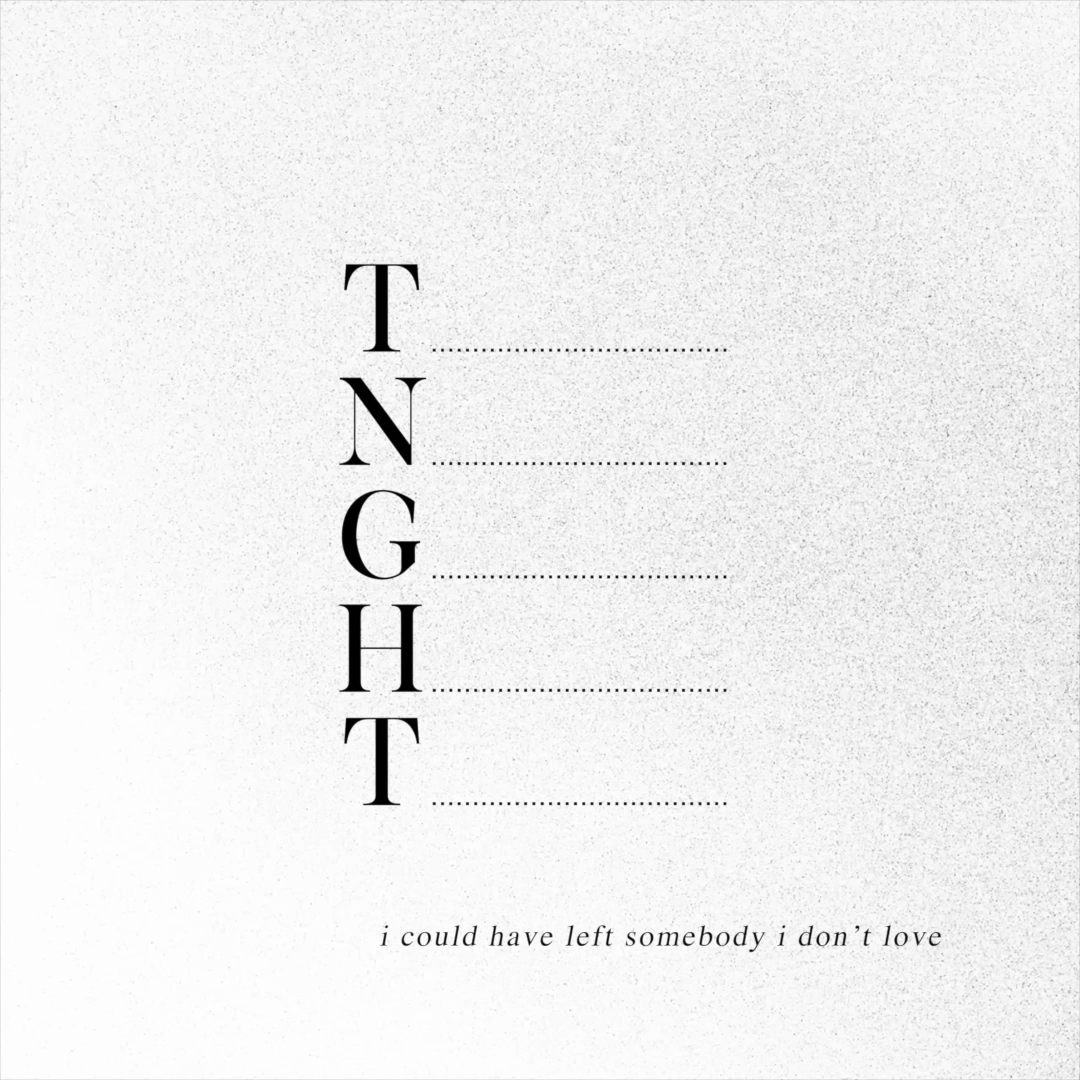 T ........................................
N ........................................
G ........................................
H ........................................
T ........................................
i could have left somebody i don’t love